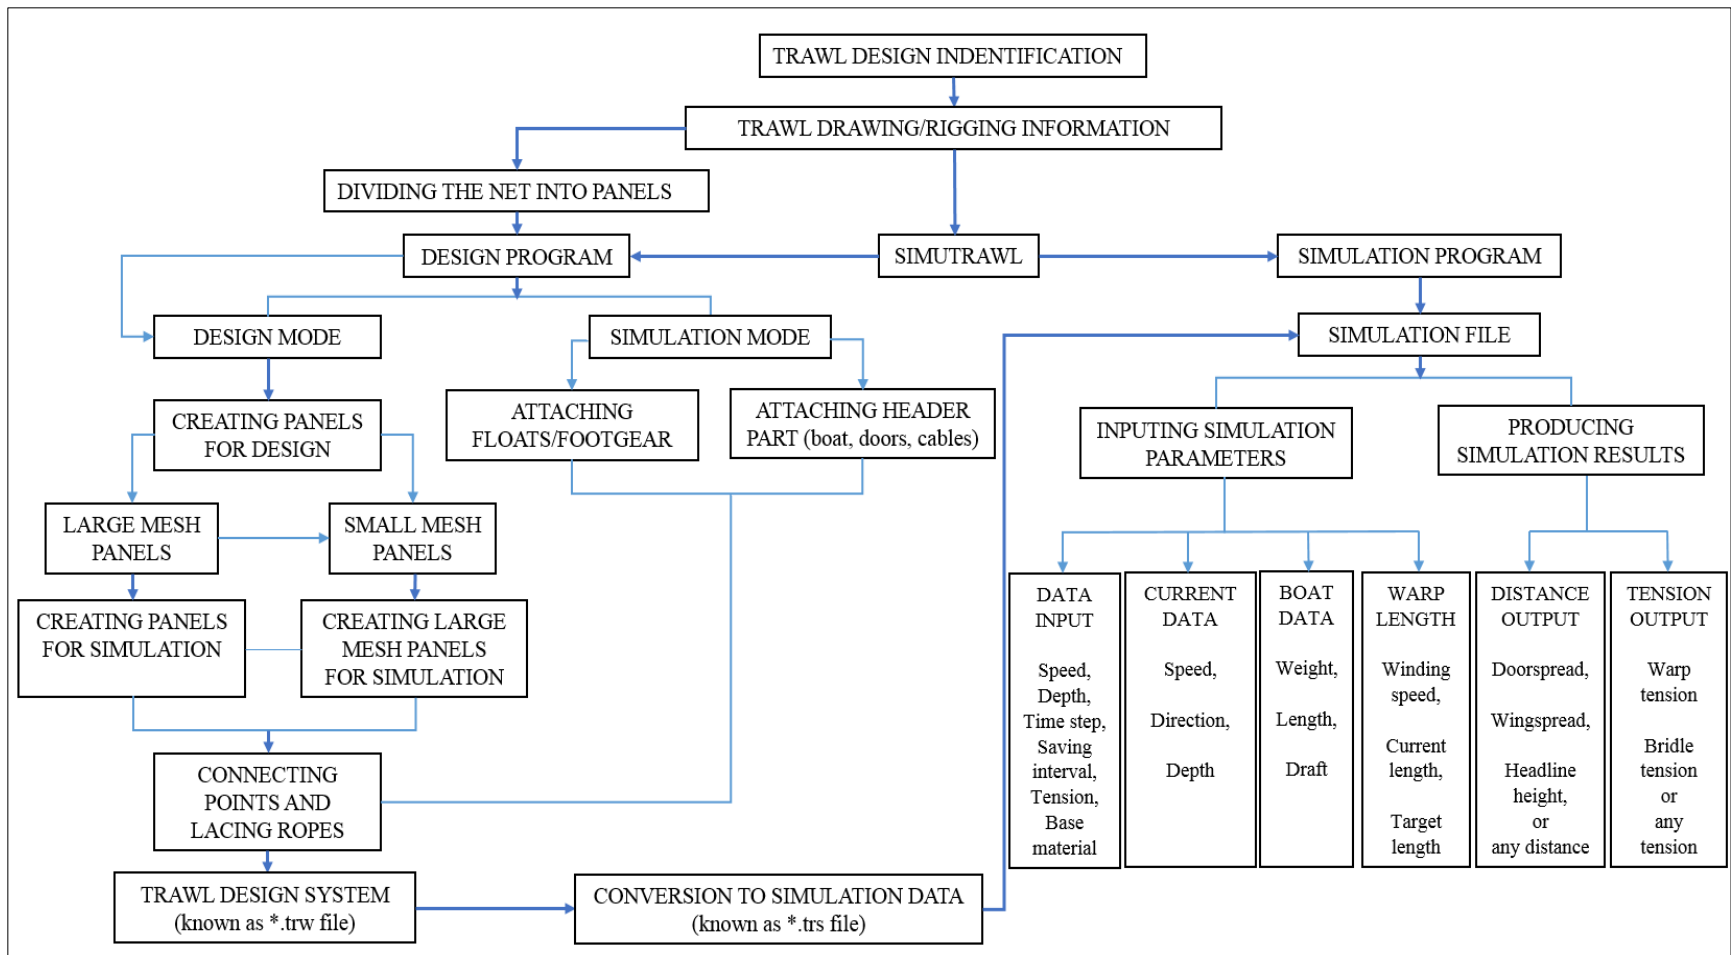 TRAWL DESIGN INDENTIFICATION
TRAWL DRAWING/RIGGING INFORMATION
DIVIDING THE NET INTO PANELS
DESIGN PROGRAM
SIMUTRAWL
SIMULATION PROGRAM
DESIGN MODE
SIMULATION MODE
SIMULATION FILE
CREATING PANELS
FOR DESIGN
ATTACHING
FLOATS/FOOTGEAR
ATTACHING HEADER
PART (boat, doors, cables)
INPUTING SIMULATION
PARAMETERS
PRODUCING
SIMULATION RESULTS
LARGE MESH
PANELS
SMALL MESH
PANELS
CREATING PANELS
FOR SIMULATION
CREATING LARGE
MESH PANELS
FOR SIMULATION
DATA
INPUT
Speed,
Depth,
Time step,
Saving
interval,
Tension,
Base
material
CURRENT
DATA
Speed,
Direction,
Depth
BOAT
DATA
Weight,
Length,
Draft
WARP
LENGTH
Winding
speed,
Current
length,
Target
length
DISTANCE
OUTPUT
Doorspread,
Wingspread,
Headline
height,
or
any distance
TENSION
OUTPUT
Warp
tension
Bridle
tension
or
any
tension
CONNECTING
POINTS AND
LACING ROPES
TRAWL DESIGN SYSTEM
(known as *.trw file)
CONVERSION TO SIMULATION DATA
(known as *.trs file)